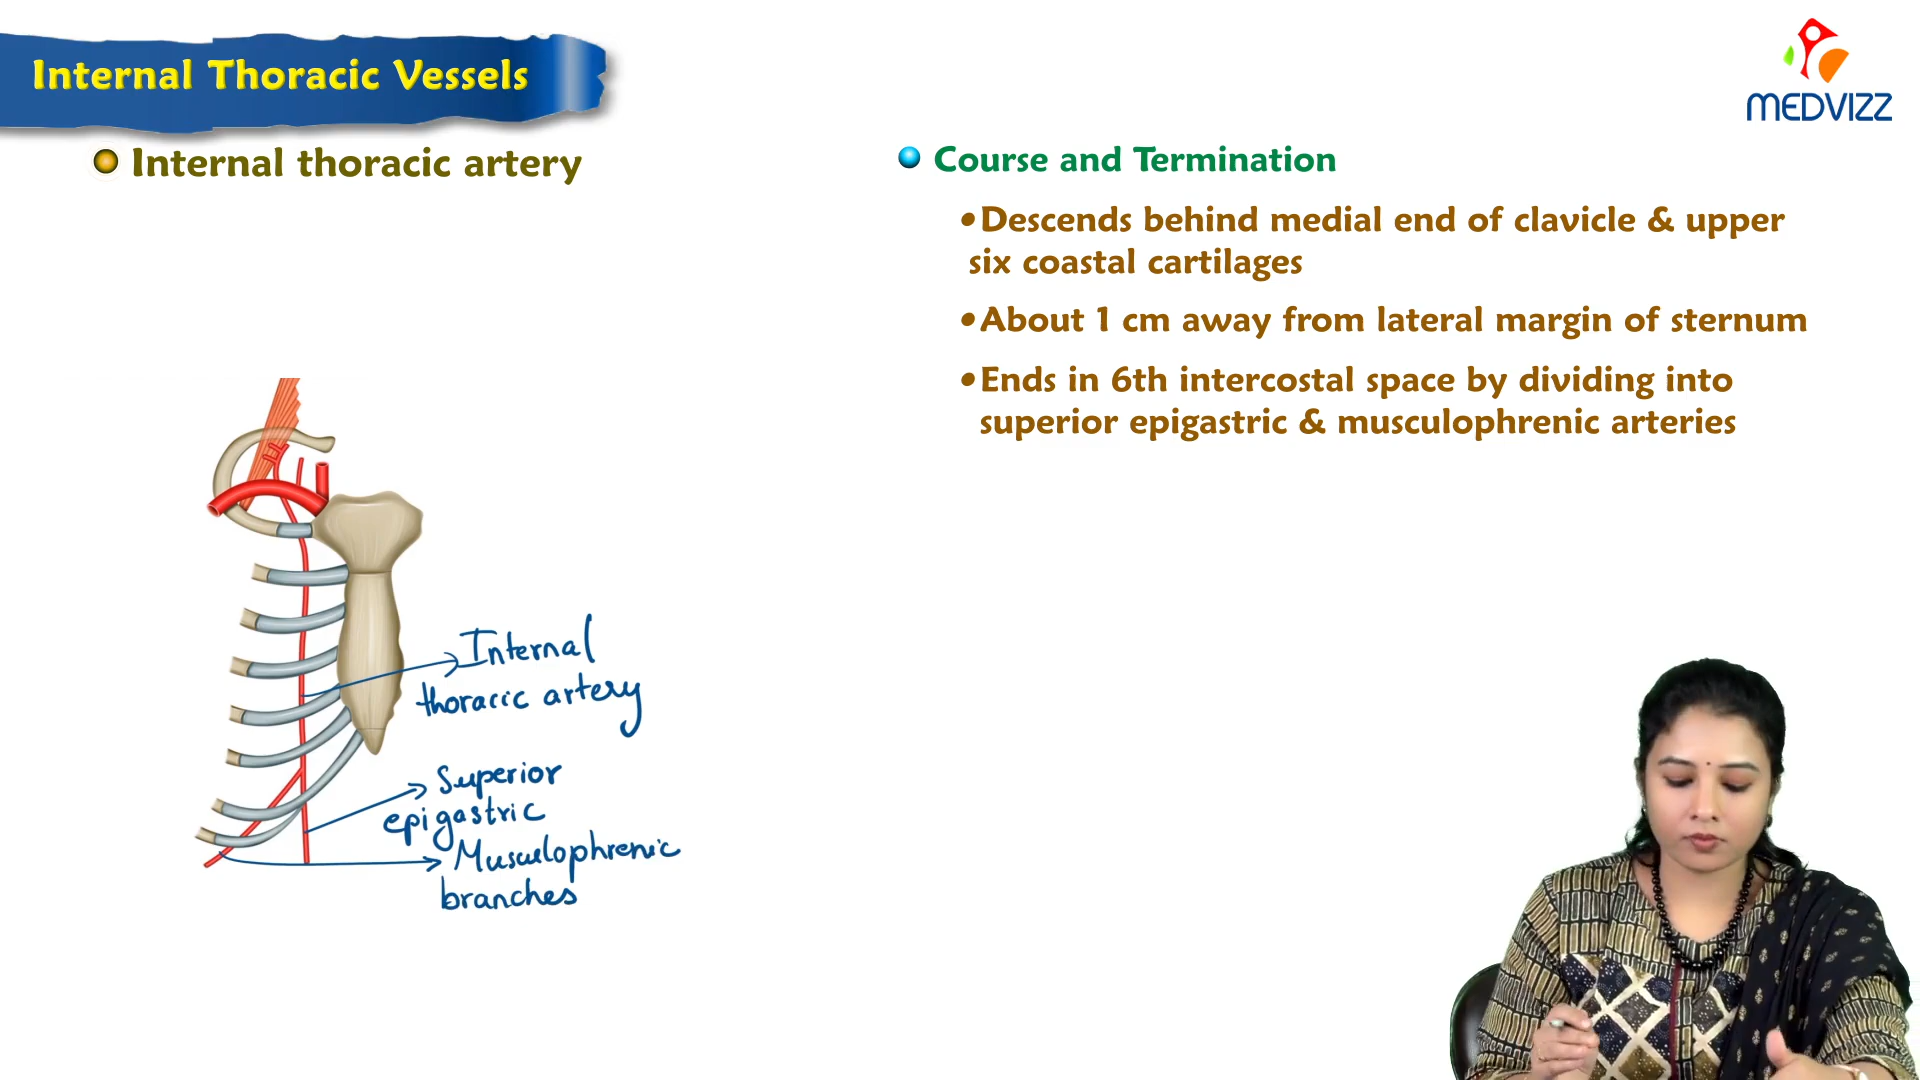 Internal Thoracic Vessels
MEDVIZZ
Internal thoracic artery
Course and Termination
•Descends behind medial end of clavicle & upper
six coastal cartilages
•About 1 cm away from lateral margin of sternum
•Ends in 6th intercostal space by dividing into
superior epigastric & musculophrenic arteries
Internal
thoracic artery
Superior
epigastric
Musculophrenic
branches